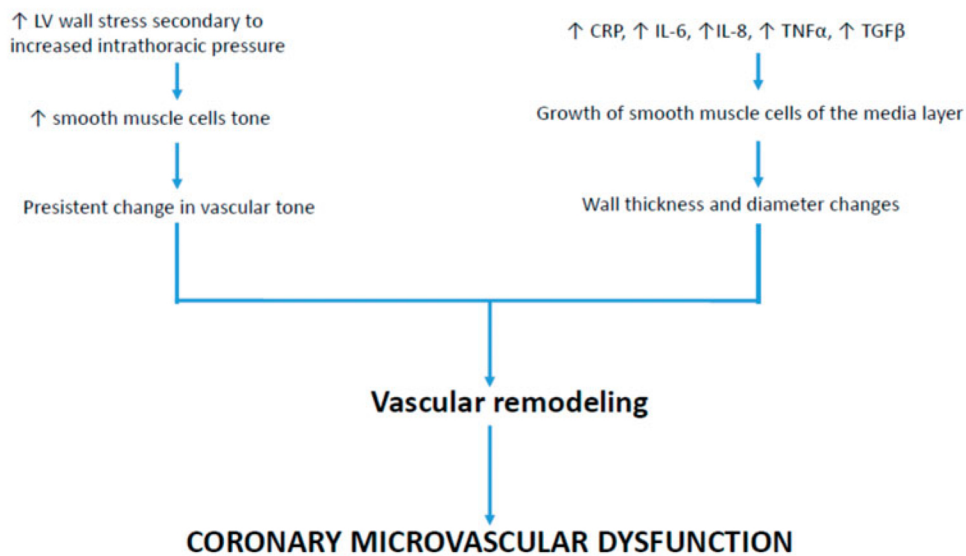 ↑ LV wall stress secondary to
increased intrathoracic pressure
↑ smooth muscle cells tone
Presistent change in vascular tone
↑ CRP, ↑ IL-6, ↑IL-8, ↑ TNFα, ↑ TGFβ
Growth of smooth muscle cells of the media layer
Wall thickness and diameter changes
Vascular remodeling
CORONARY MICROVASCULAR DYSFUNCTION